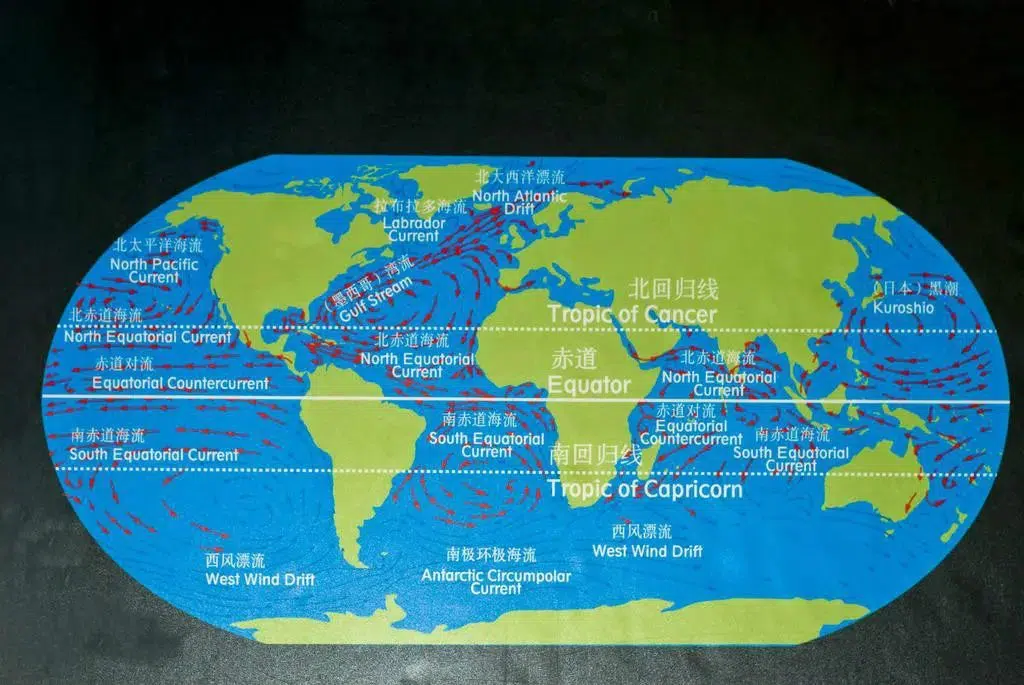 北大西洋漂流
North Atlantic
Drift
拉布拉多海流
Labrador
Current
北太平洋海流
North Pacific
Current
（墨西哥）湾流
Gulf Stream
北回归线
Tropic of Cancer
（日本）黑潮
Kuroshio
北赤道海流
North Equatorial Current
赤道对流
Equatorial Countercurrent
北赤道海流
North Equatorial
Current
赤道
Equator
北赤道海流
North Equatorial
Current
赤道对流
Equatorial
Countercurrent
南赤道海流
South Equatorial Current
南赤道海流
South Equatorial
Current
南回归线
Tropic of Capricorn
南赤道海流
South Equatorial
Current
西风漂流
West Wind Drift
南极环极海流
Antarctic Circumpolar
Current
西风漂流
West Wind Drift